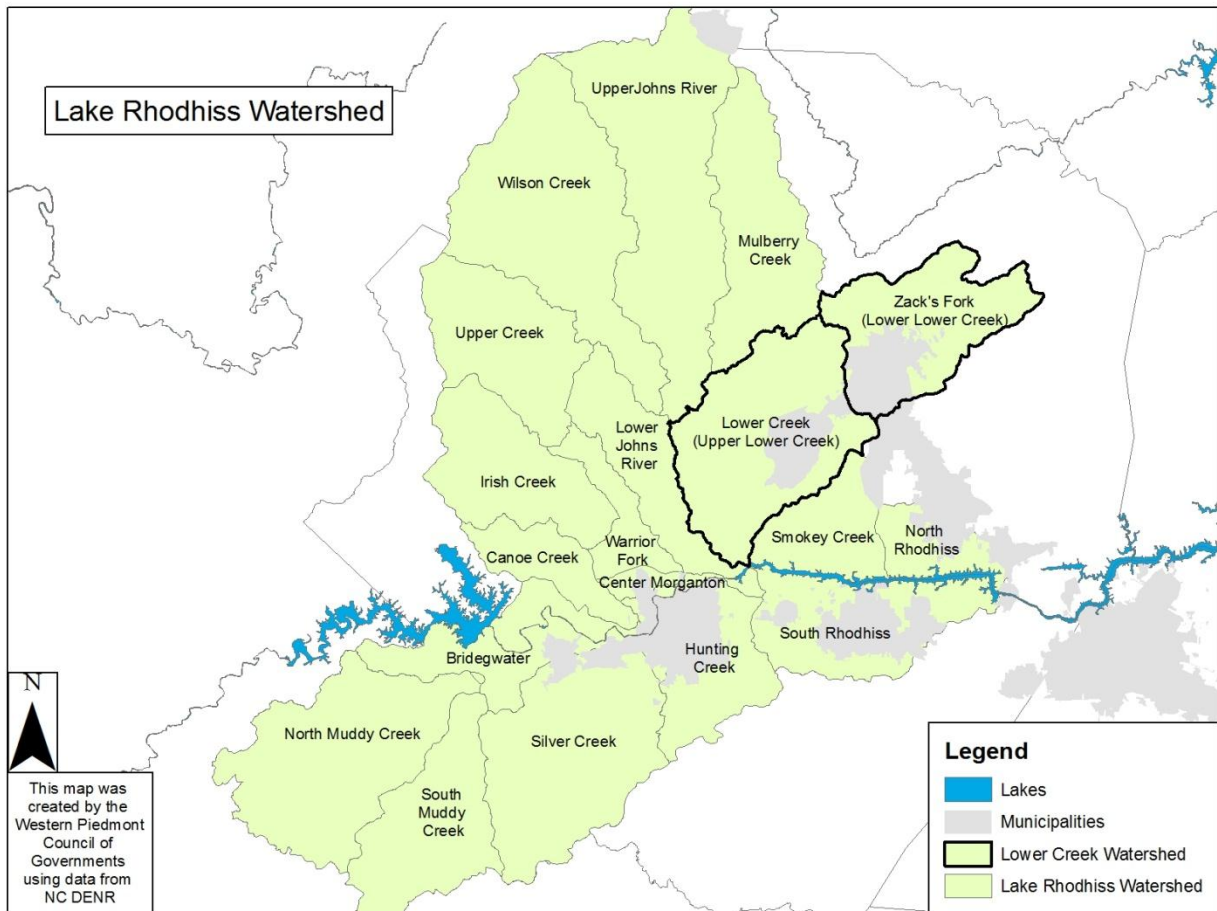 Lake Rhodhiss Watershed
UpperJohns River
Wilson Creek
Mulberry
Creek
Zack's Fork
(Lower Lower Creek)
Upper Creek
Lower Creek
(Upper Lower Creek)
Lower
Johns
River
Irish Creek
Warrior
Fork
Canoe Creek
Smokey Creek
North
Rhodhiss
Center Morganton
South Rhodhiss
Hunting
Creek
Bridegwater
North Muddy Creek
Silver Creek
South
Muddy
Creek
N
This map was
created by the
Western Piedmont
Council of
Governments
using data from
NC DENR
Legend
Lakes
Municipalities
Lower Creek Watershed
Lake Rhodhiss Watershed